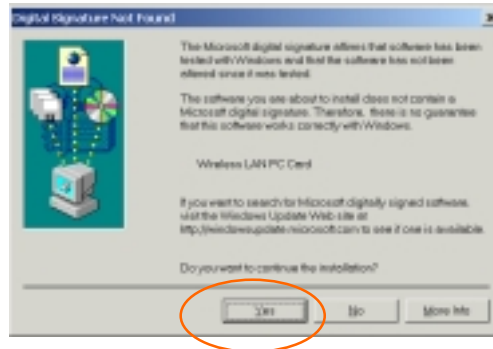 Digital Signature Not Found
The Microsoft digital signature affirms that software has been
tested with Windows and that the software has not been
altered since it was tested.
The software you are about to install does not contain a
Microsoft digital signature. Therefore, there is no guarantee
that this software works correctly with Windows.
Wireless LAN PC Card
If you want to search for Microsoft digitally signed software,
visit the Windows Update Web site at
http://windowsupdate.microsoft.com to see if one is available.
Do you want to continue the installation?
Yes
No
More Info